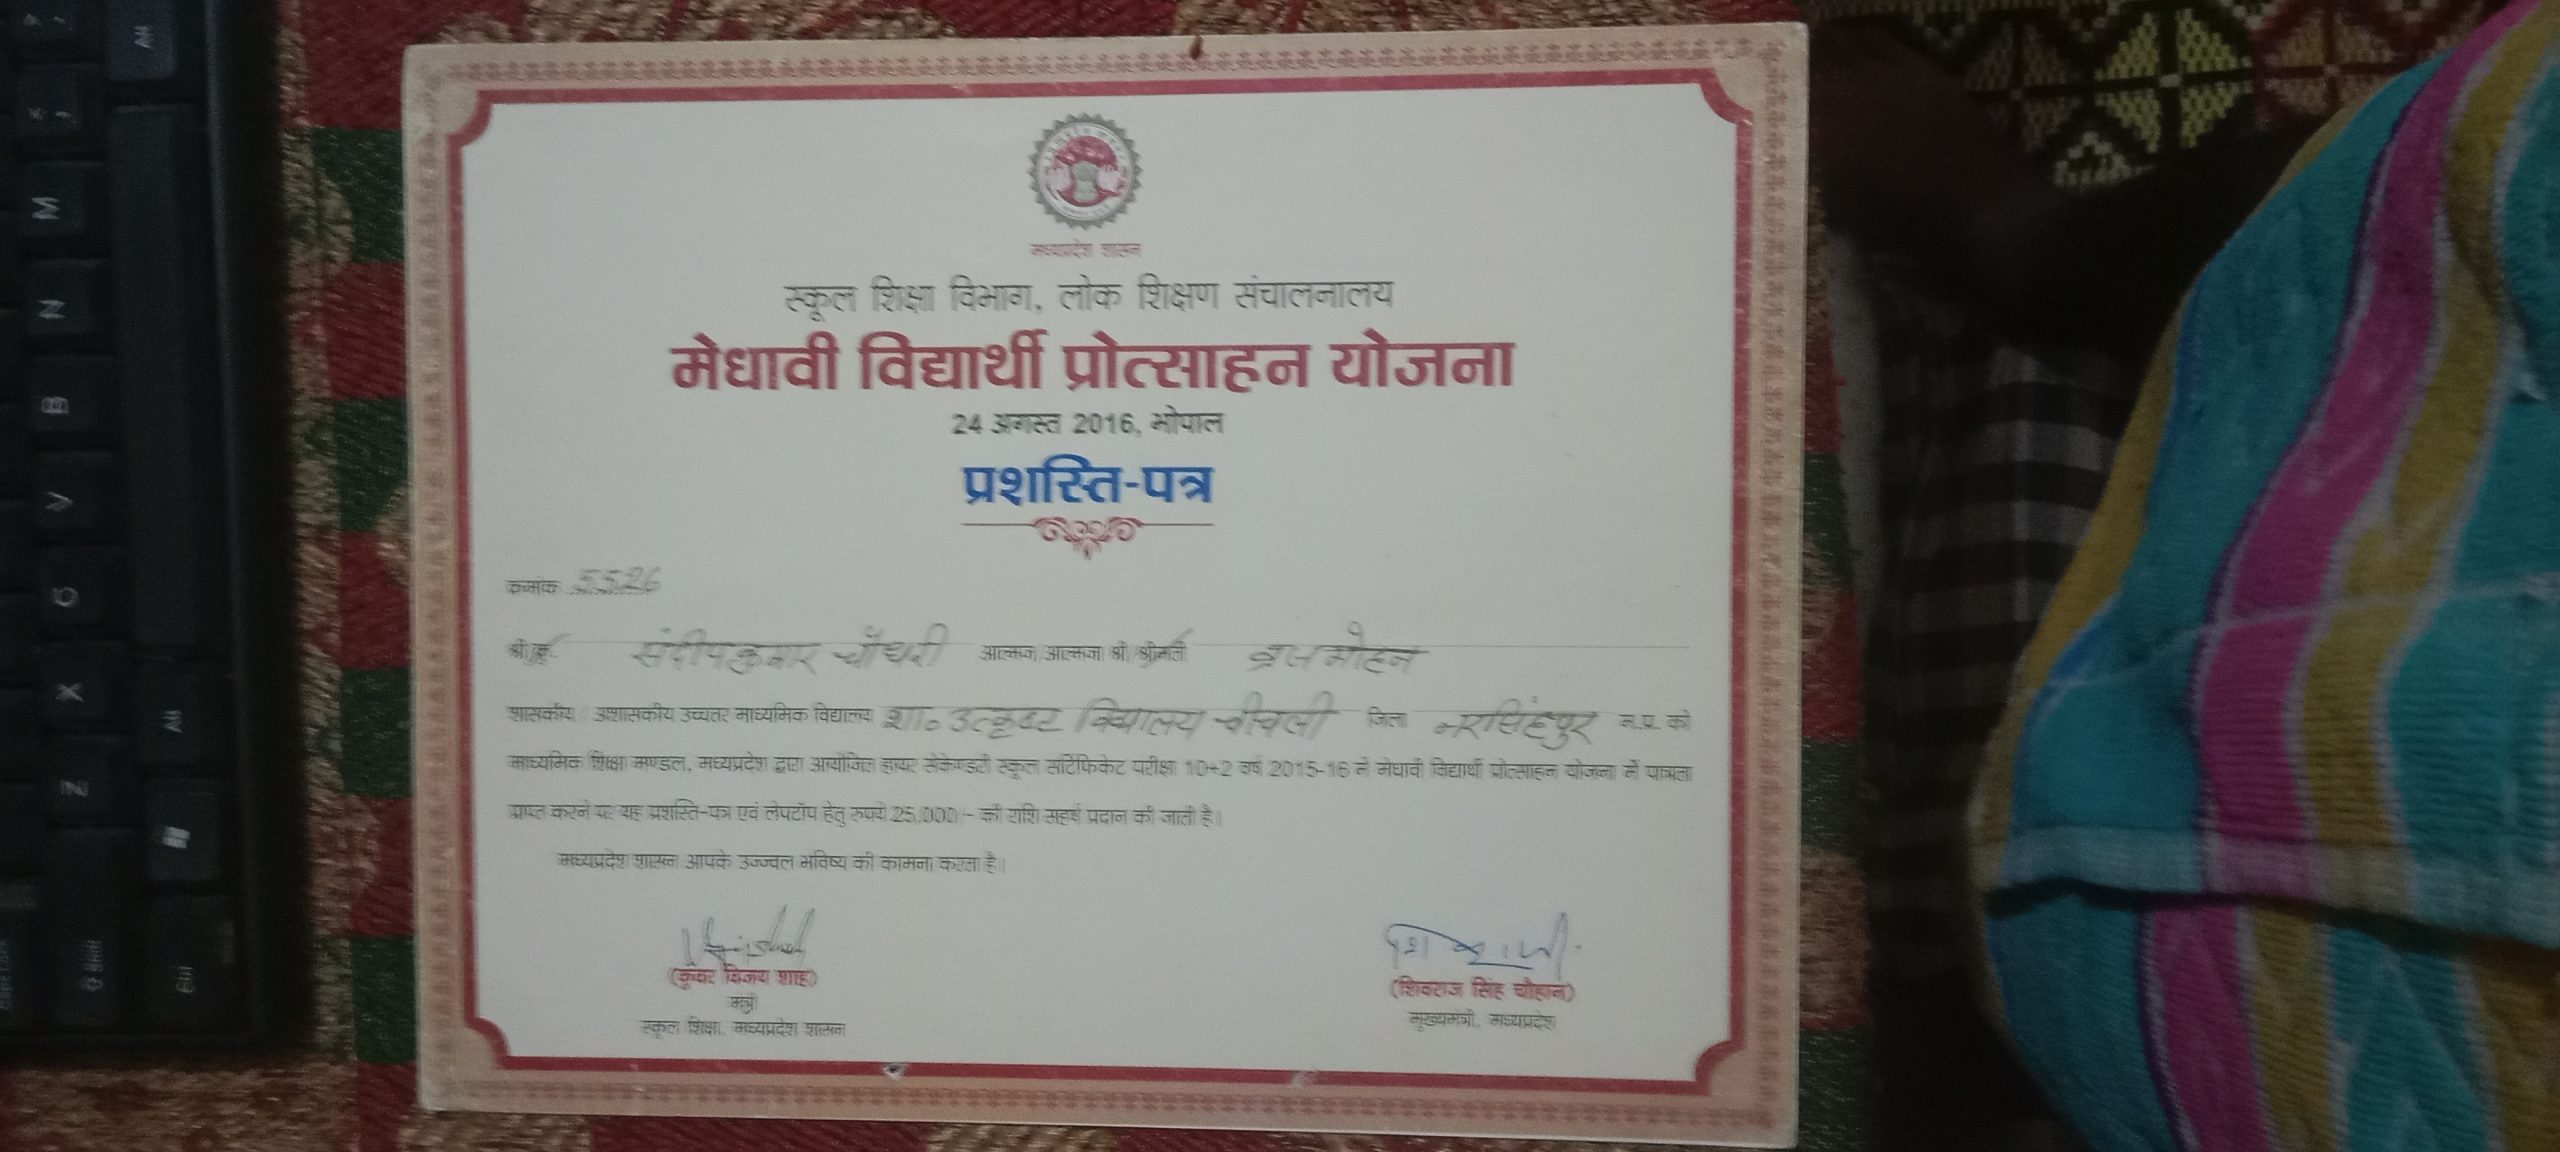 मध्यप्रदेश शासन
स्कूल शिक्षा विभाग, लोक शिक्षण संचालनालय
मेधावी विद्यार्थी प्रोत्साहन योजना
24 अगस्त 2016, भोपाल
प्रशस्ति-पत्र
क्रमांक 5526
श्री/कु. संदीपकुमार चौधरी आत्मज/आत्मजा श्री/श्रीमती ब्रजमोहन
शासकीय/अशासकीय उच्चतर माध्यमिक विद्यालय शा० उत्कृष्ट विद्यालय चीचली जिला नरसिंहपुर म.प्र. को
माध्यमिक शिक्षा मण्डल, मध्यप्रदेश द्वारा आयोजित हायर सेकेण्डरी स्कूल सर्टिफिकेट परीक्षा 10+2 वर्ष 2015-16 में मेधावी विद्यार्थी प्रोत्साहन योजना में पात्रता
प्राप्त करने पर यह प्रशस्ति-पत्र एवं लेपटॉप हेतु रुपये 25,000/- की राशि सहर्ष प्रदान की जाती है।
मध्यप्रदेश शासन आपके उज्ज्वल भविष्य की कामना करता है।
(कुंवर विजय शाह)
मंत्री
स्कूल शिक्षा, मध्यप्रदेश शासन
(शिवराज सिंह चौहान)
मुख्यमंत्री, मध्यप्रदेश
M
N
B
V
C
X
Z
Alt